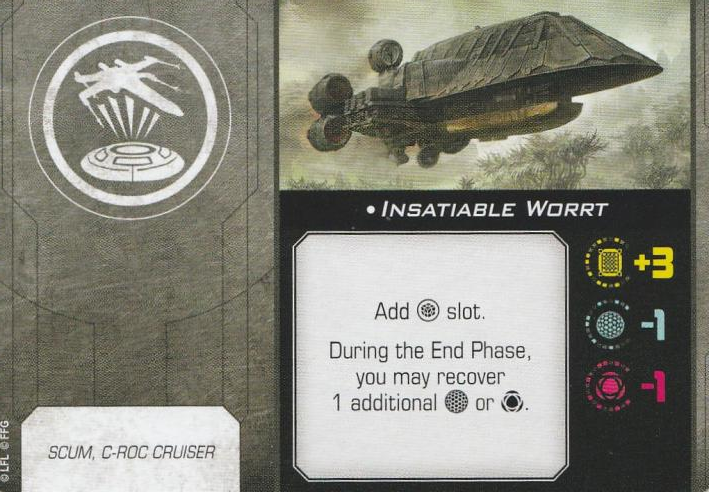 • INSATIABLE WORRT
+3
Add slot.
-1
During the End Phase,
you may recover
1 additional or .
-1
SCUM, C-ROC CRUISER
©LFL ©FFG